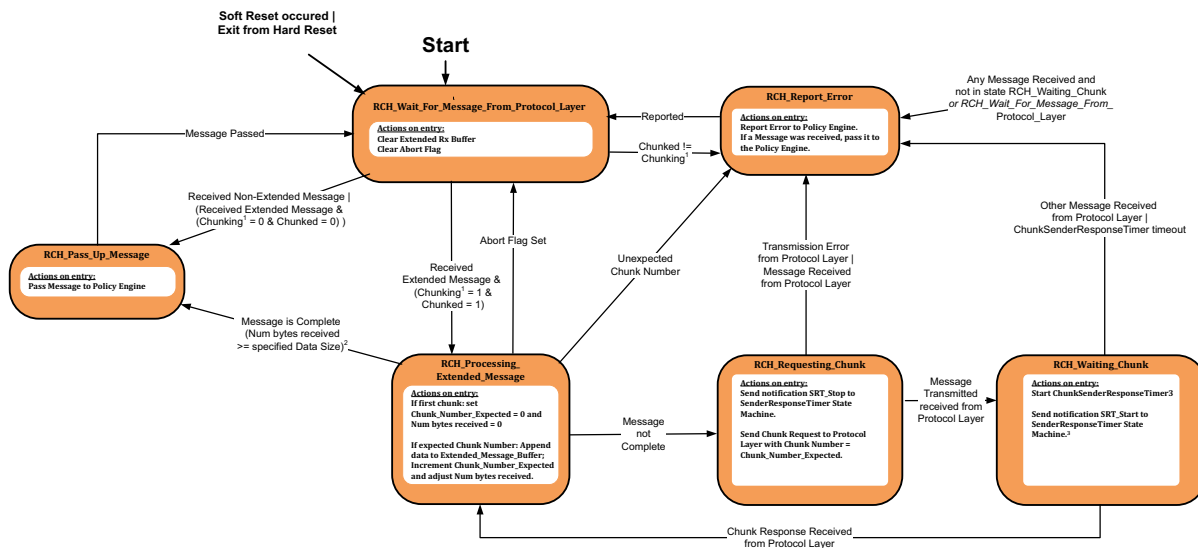 Soft Reset occured |
Exit from Hard Reset
Start
RCH_Wait_For_Message_From_Protocol_Layer
Actions on entry:
Clear Extended Rx Buffer
Clear Abort Flag
Reported
Chunked !=
Chunking¹
RCH_Report_Error
Actions on entry:
Report Error to Policy Engine.
If a Message was received, pass it to
the Policy Engine.
Any Message Received and
not in state RCH_Waiting_Chunk
or RCH_Wait_For_Message_From_
Protocol_Layer
Message Passed
Received Non-Extended Message |
(Received Extended Message &
(Chunking¹ = 0 & Chunked = 0) )
RCH_Pass_Up_Message
Actions on entry:
Pass Message to Policy Engine
Received
Extended Message &
(Chunking¹ = 1 &
Chunked = 1)
Abort Flag Set
Unexpected
Chunk Number
Transmission Error
from Protocol Layer |
Message Received
from Protocol Layer
Other Message Received
from Protocol Layer |
ChunkSenderResponseTimer timeout
Message is Complete
(Num bytes received
>= specified Data Size)²
RCH_Processing_
Extended_Message
Actions on entry:
If first chunk: set
Chunk_Number_Expected = 0 and
Num bytes received = 0
If expected Chunk Number: Append
data to Extended_Message_Buffer;
Increment Chunk_Number_Expected
and adjust Num bytes received.
Message
not
Complete
RCH_Requesting_Chunk
Actions on entry:
Send notification SRT_Stop to
SenderResponseTimer State
Machine.
Send Chunk Request to Protocol
Layer with Chunk Number =
Chunk_Number_Expected.
Message
Transmitted
received from
Protocol Layer
RCH_Waiting_Chunk
Actions on entry:
Start ChunkSenderResponseTimer3
Send notification SRT_Start to
SenderResponseTimer State
Machine.³
Chunk Response Received
from Protocol Layer